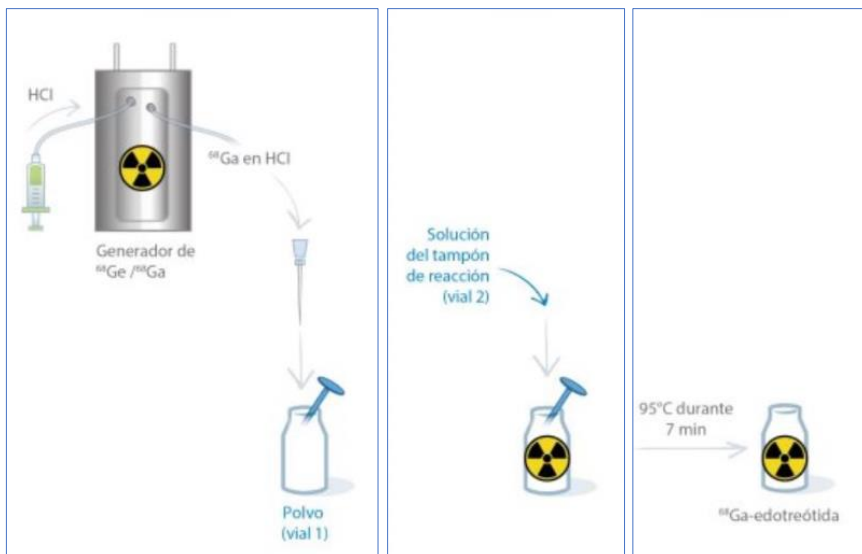 HCl
⁶⁸Ga en HCl
Generador de
⁶⁸Ge /⁶⁸Ga
Polvo
(vial 1)
Solución
del tampón
de reacción
(vial 2)
95°C durante
7 min
⁶⁸Ga-edotreótida